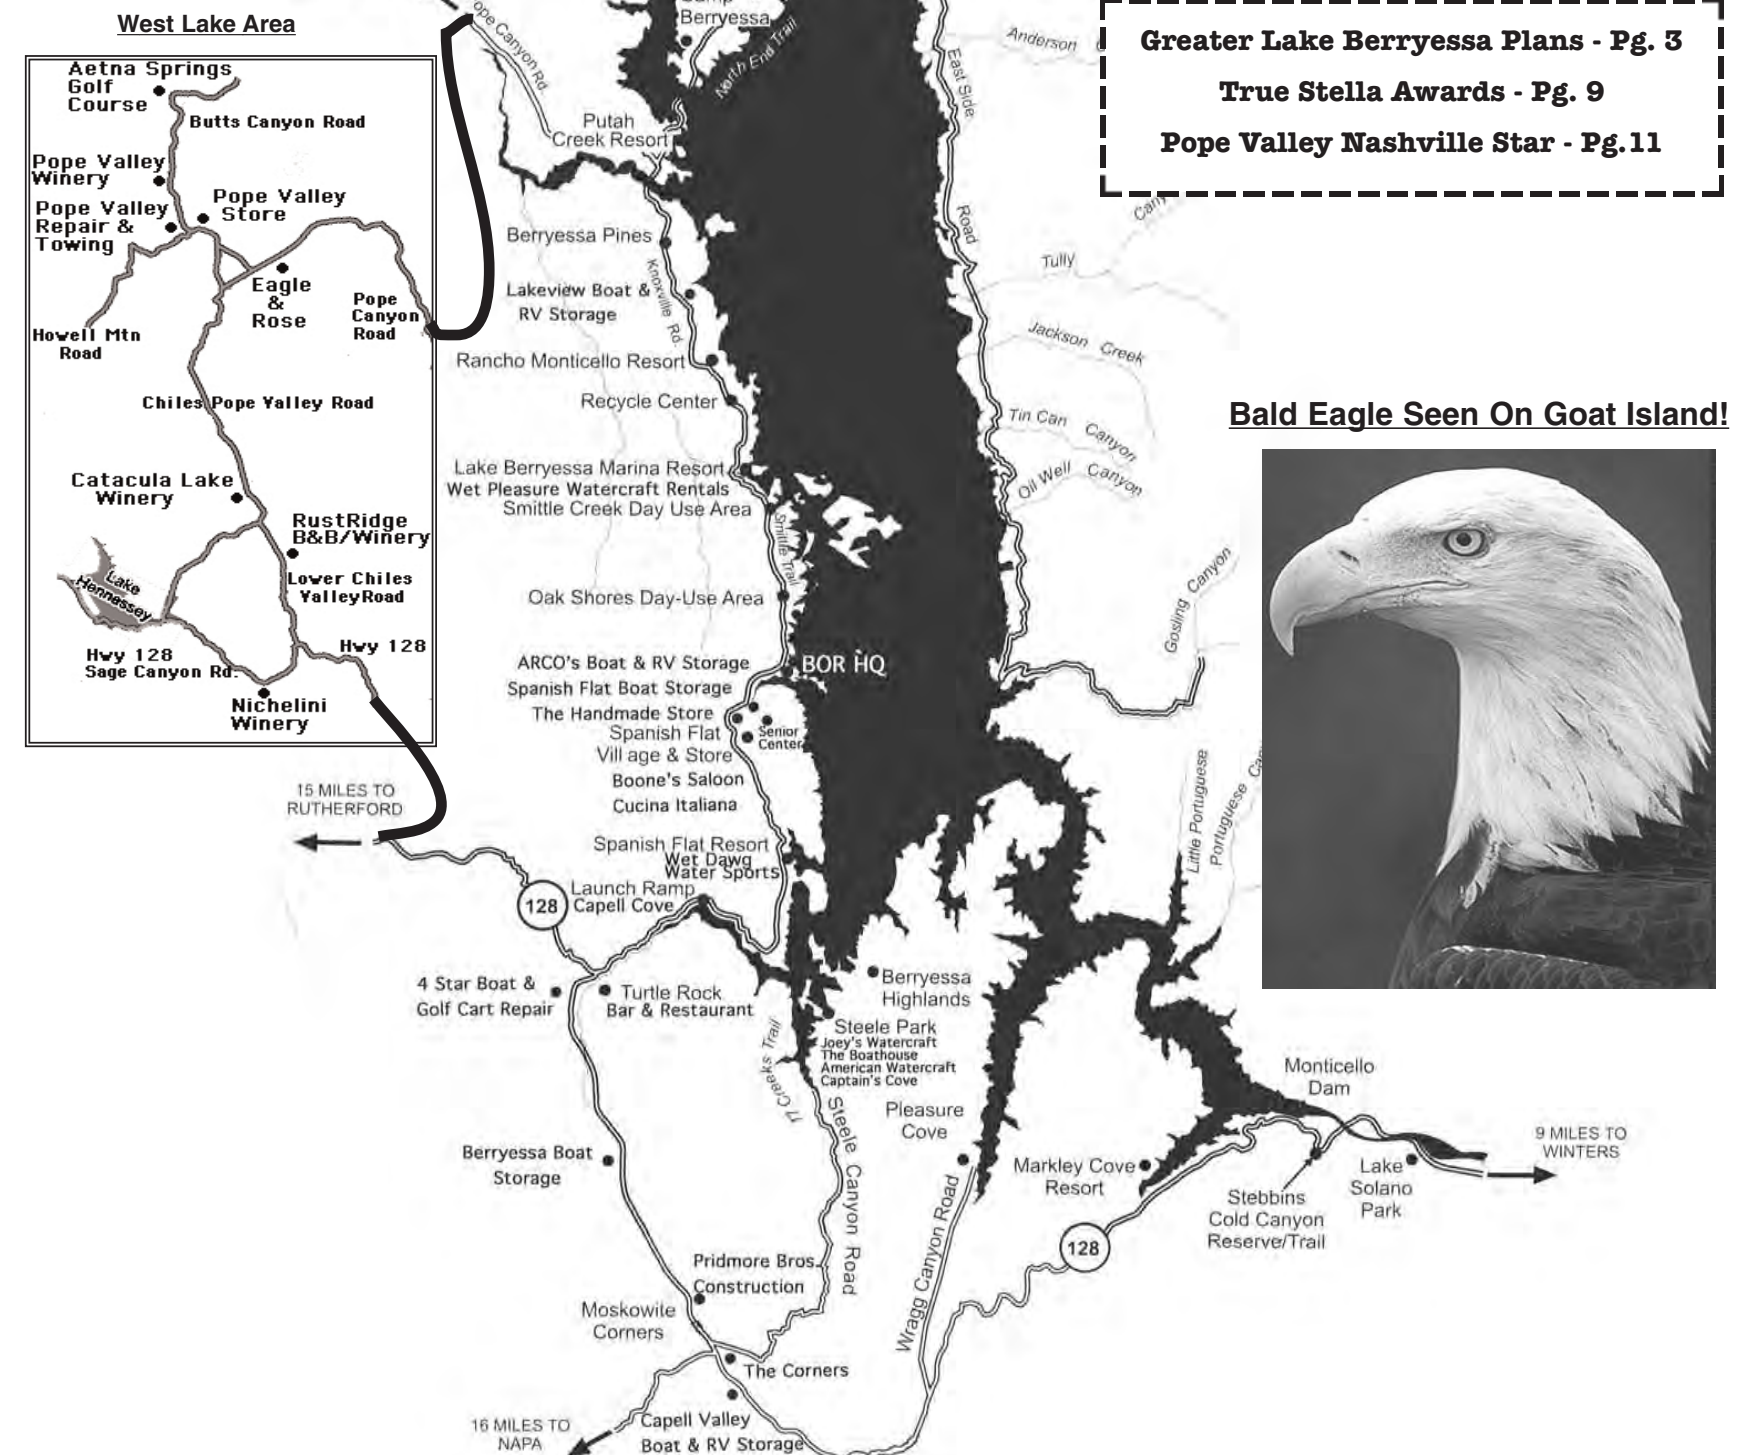 West Lake Area
Aetna Springs
Golf
Course
Butts Canyon Road
Pope Valley
Winery
Pope Valley
Store
Pope Valley
Repair &
Towing
Eagle
&
Rose
Pope
Canyon
Road
Howell Mtn
Road
Chiles Pope Valley Road
Catacula Lake
Winery
RustRidge
B&B/Winery
Lower Chiles
Valley Road
Lake
Hennessey
Hwy 128
Hwy 128
Sage Canyon Rd.
Nichelini
Winery
15 MILES TO
RUTHERFORD
ope Canyon Rd.
Berryessa
North End Trail
Putah
Creek Resort
Berryessa Pines
Knoxville Rd.
Lakeview Boat &
RV Storage
Rancho Monticello Resort
Recycle Center
Lake Berryessa Marina Resort
Wet Pleasure Watercraft Rentals
Smittle Creek Day Use Area
Smittle Trail
Oak Shores Day-Use Area
ARCO's Boat & RV Storage
BOR HQ
Spanish Flat Boat Storage
The Handmade Store
Spanish Flat
Village & Store
Senior
Center
Boone's Saloon
Cucina Italiana
Spanish Flat Resort
Wet Dawg
Water Sports
Launch Ramp
Capell Cove
128
4 Star Boat &
Golf Cart Repair
Turtle Rock
Bar & Restaurant
Berryessa
Highlands
Steele Park
Joey's Watercraft
The Boathouse
American Watercraft
Captain's Cove
17 Creeks Trail
Steele Canyon Road
Pleasure
Cove
Berryessa Boat
Storage
Wragg Canyon Road
Pridmore Bros.
Construction
Moskowite
Corners
The Corners
Capell Valley
Boat & RV Storage
16 MILES TO
NAPA
Anderson
East Side
Road
Cany
Tully
Jackson Creek
Tin Can Canyon
Oil Well Canyon
Gosling Canyon
Little Portuguese
Portuguese Can
Monticello
Dam
9 MILES TO
WINTERS
Markley Cove
Resort
Lake
Solano
Park
Stebbins
Cold Canyon
Reserve/Trail
128
Greater Lake Berryessa Plans - Pg. 3
True Stella Awards - Pg. 9
Pope Valley Nashville Star - Pg.11
Bald Eagle Seen On Goat Island!